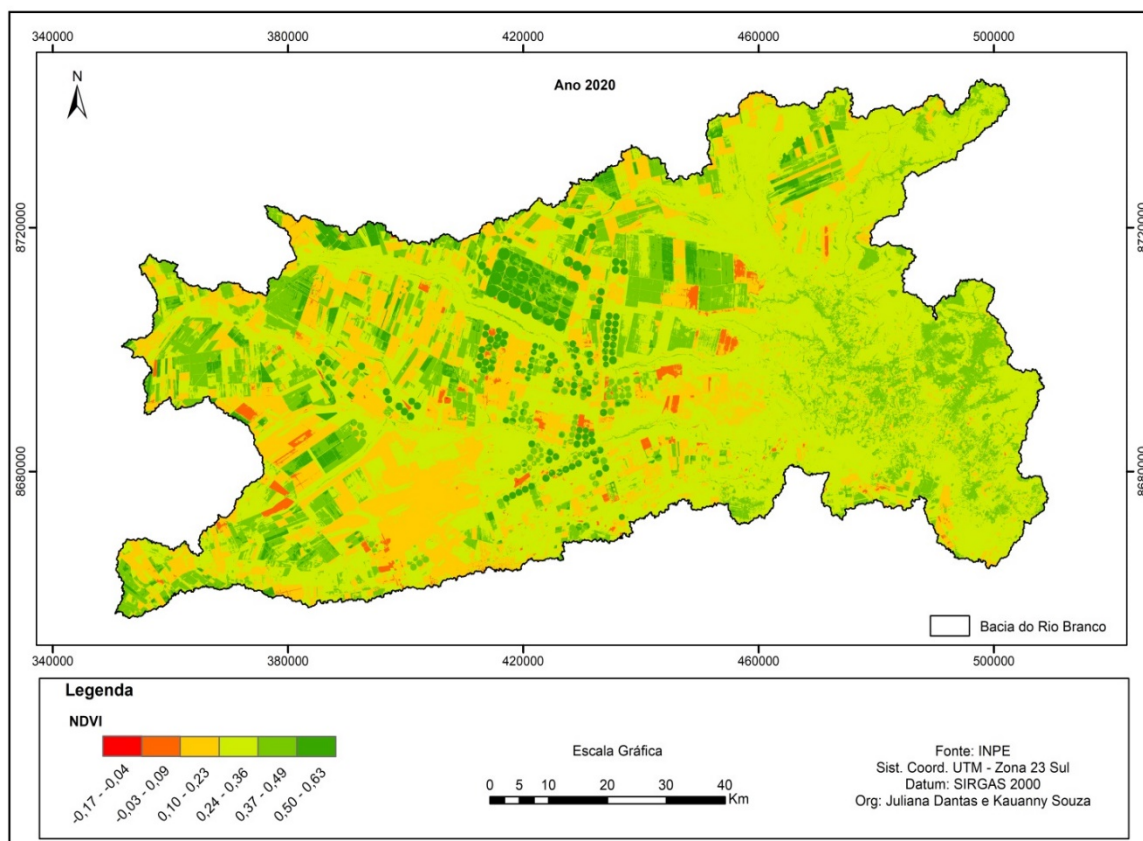 340000 380000 420000 460000 500000
N
Ano 2020
8720000 8720000
8680000 8680000
Bacia do Rio Branco
340000 380000 420000 460000 500000
Legenda
NDVI
-0,17 - -0,04
-0,03 - 0,09
0,10 - 0,23
0,24 - 0,36
0,37 - 0,49
0,50 - 0,63
Escala Gráfica
0 5 10 20 30 40
Km
Fonte: INPE
Sist. Coord. UTM - Zona 23 Sul
Datum: SIRGAS 2000
Org: Juliana Dantas e Kauanny Souza